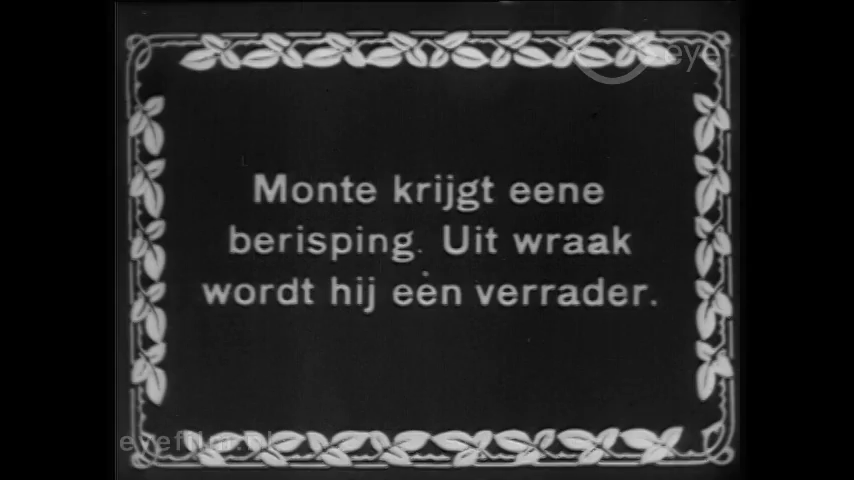 eye
Monte krijgt eene
berisping. Uit wraak
wordt hij een verrader.
eyefilm.nl